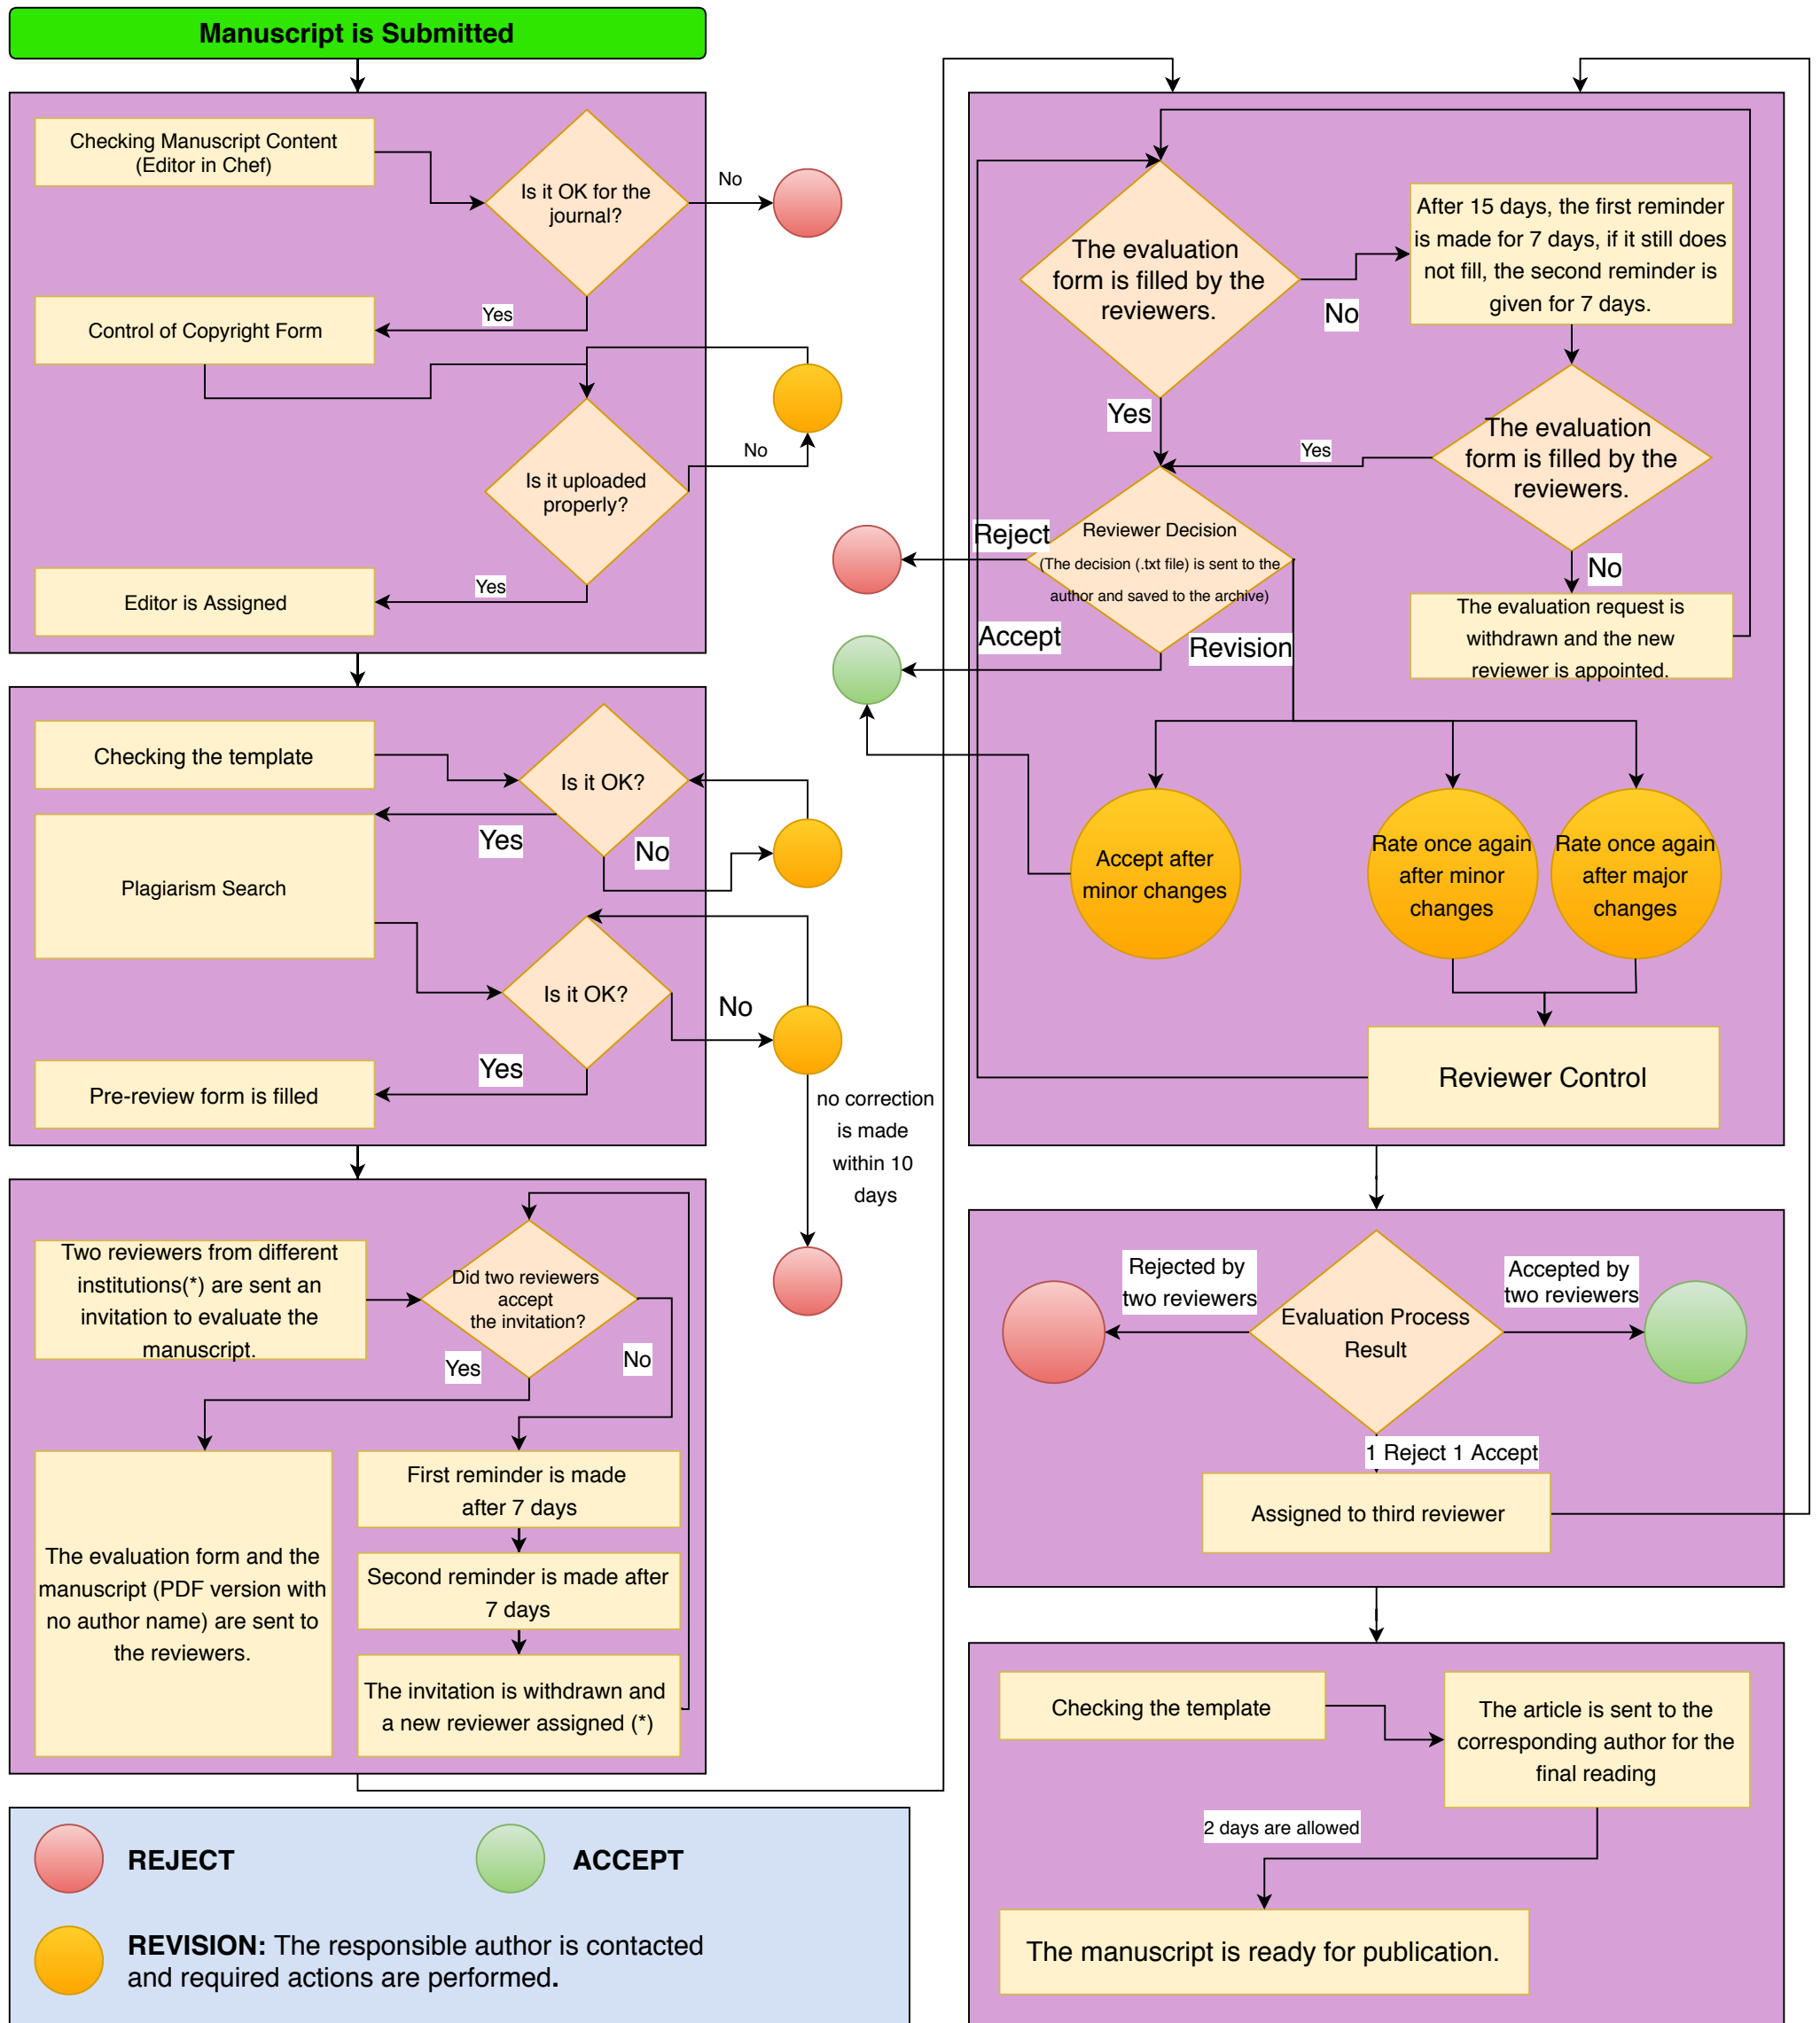 Manuscript is Submitted
Checking Manuscript Content
(Editor in Chef)
Is it OK for the
journal?
No
Yes
Control of Copyright Form
No
Is it uploaded
properly?
Yes
Editor is Assigned
Checking the template
Is it OK?
Yes
No
Plagiarism Search
Is it OK?
No
Yes
Pre-review form is filled
no correction
is made
within 10
days
Two reviewers from different
institutions(*) are sent an
invitation to evaluate the
manuscript.
Did two reviewers
accept
the invitation?
Yes
No
First reminder is made
after 7 days
Second reminder is made after
7 days
The invitation is withdrawn and
a new reviewer assigned (*)
The evaluation form and the
manuscript (PDF version with
no author name) are sent to
the reviewers.
REJECT
ACCEPT
REVISION: The responsible author is contacted
and required actions are performed.
The evaluation
form is filled by the
reviewers.
No
After 15 days, the first reminder
is made for 7 days, if it still does
not fill, the second reminder is
given for 7 days.
Yes
Yes
The evaluation
form is filled by the
reviewers.
No
The evaluation request is
withdrawn and the new
reviewer is appointed.
Reject
Reviewer Decision
(The decision (.txt file) is sent to the
author and saved to the archive)
Accept
Revision
Accept after
minor changes
Rate once again
after minor
changes
Rate once again
after major
changes
Reviewer Control
Rejected by
two reviewers
Evaluation Process
Result
Accepted by
two reviewers
1 Reject 1 Accept
Assigned to third reviewer
Checking the template
The article is sent to the
corresponding author for the
final reading
2 days are allowed
The manuscript is ready for publication.